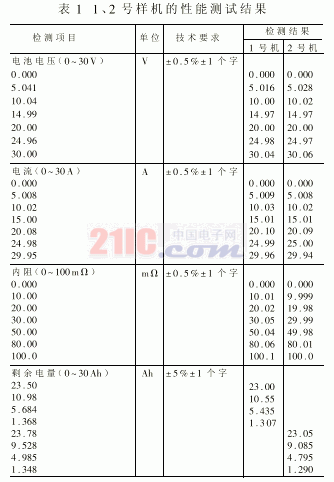 表1 1、2号样机的性能测试结果
检测项目 单位 技术要求 检测结果
1号机 2号机
电池电压(0~30V) V ±0.5%±1个字
0.000 0.000 0.000
5.041 5.016 5.028
10.04 10.00 10.02
14.99 14.97 14.97
20.00 20.00 20.00
24.96 24.98 24.97
30.00 30.04 30.06
电流(0~30A) A ±0.5%±1个字
0.000 0.000 0.000
5.008 5.009 5.008
10.02 10.03 10.02
15.00 15.01 15.01
20.08 20.10 20.09
24.98 24.99 25.00
29.95 29.96 29.94
21IC中国电子网
.com
内阻(0~100mΩ) mΩ ±0.5%±1个字
0.000 0.000 0.000
10.00 10.01 9.999
20.00 20.02 19.98
30.00 30.05 29.99
50.00 50.04 49.98
80.00 80.06 80.01
100.0 100.1 100.0
剩余电量(0~30Ah) Ah ±5%±1个字
23.50 23.00
10.98 10.55
5.684 5.435
1.368 1.307
23.78 23.05
9.528 9.085
4.985 4.795
1.348 1.290